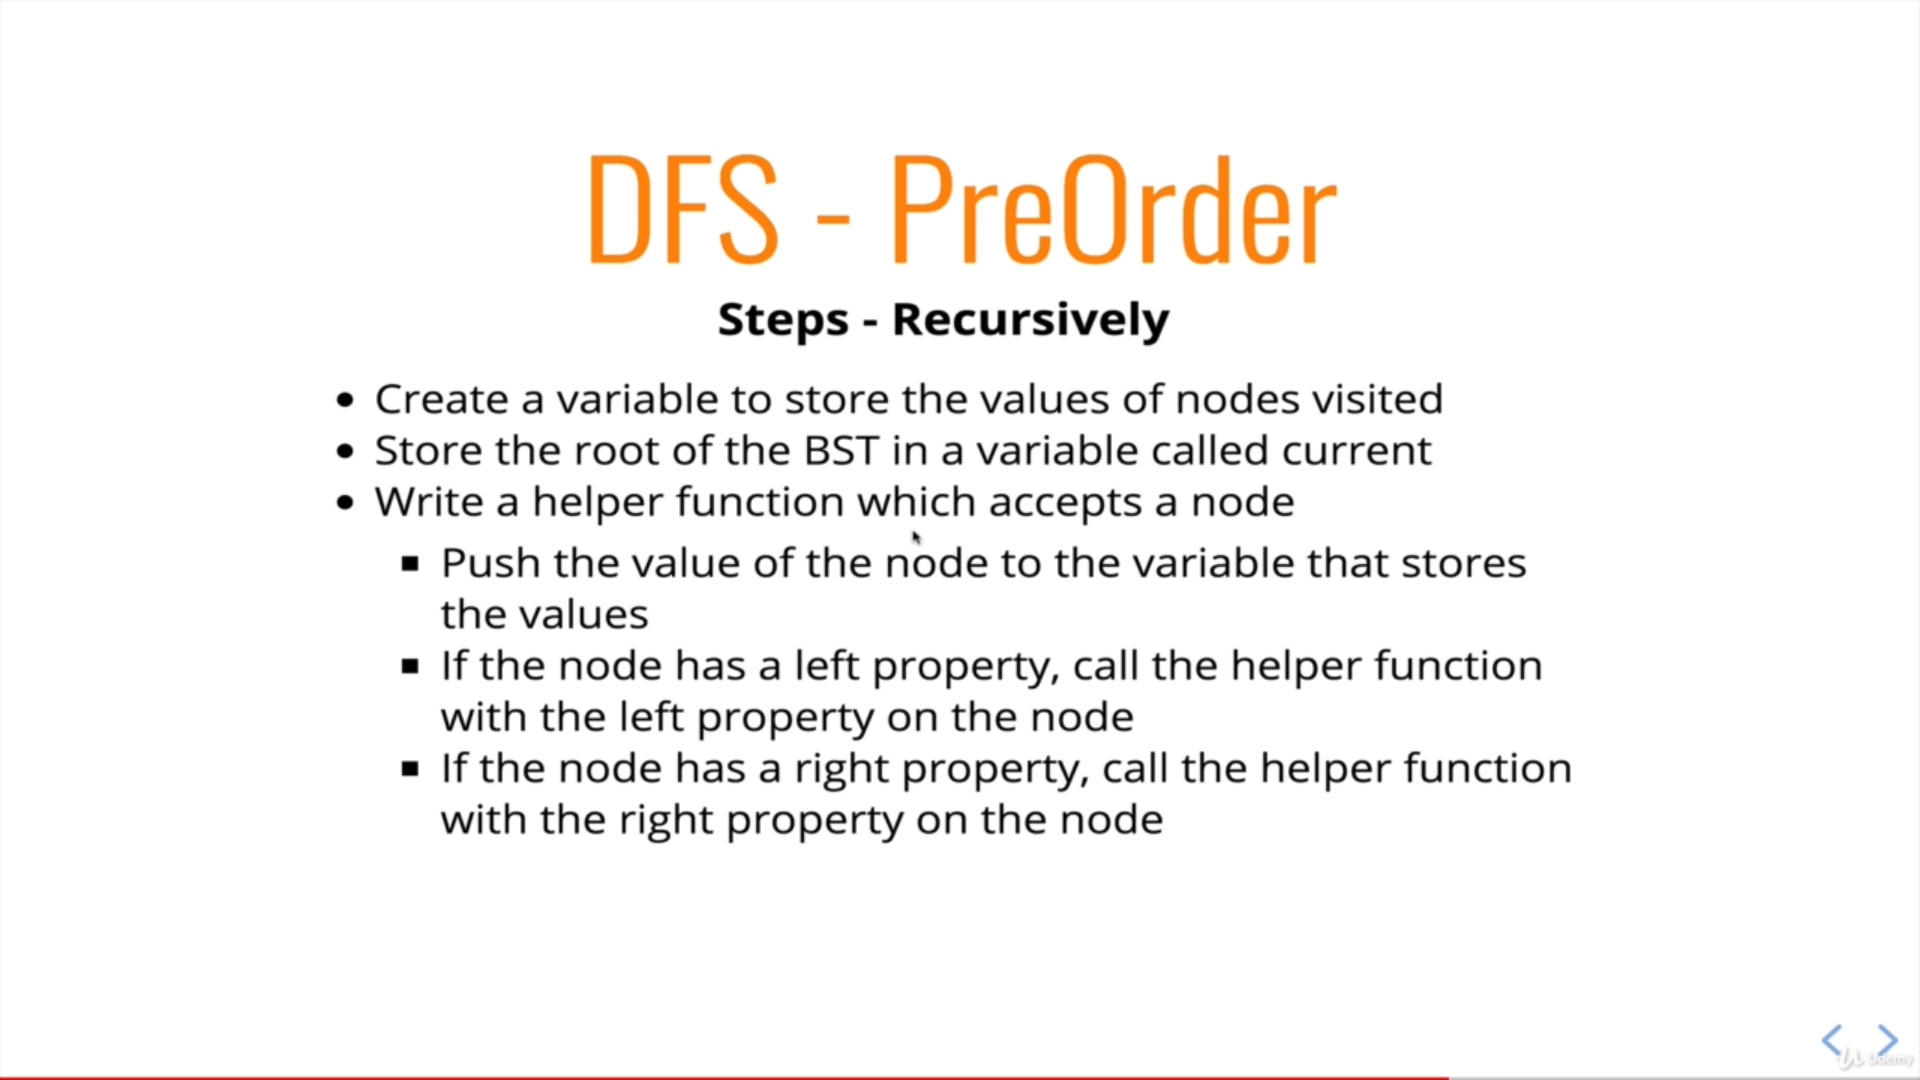 DFS - PreOrder
Steps - Recursively
• Create a variable to store the values of nodes visited
• Store the root of the BST in a variable called current
• Write a helper function which accepts a node
▪ Push the value of the node to the variable that stores
the values
▪ If the node has a left property, call the helper function
with the left property on the node
▪ If the node has a right property, call the helper function
with the right property on the node
Udemy